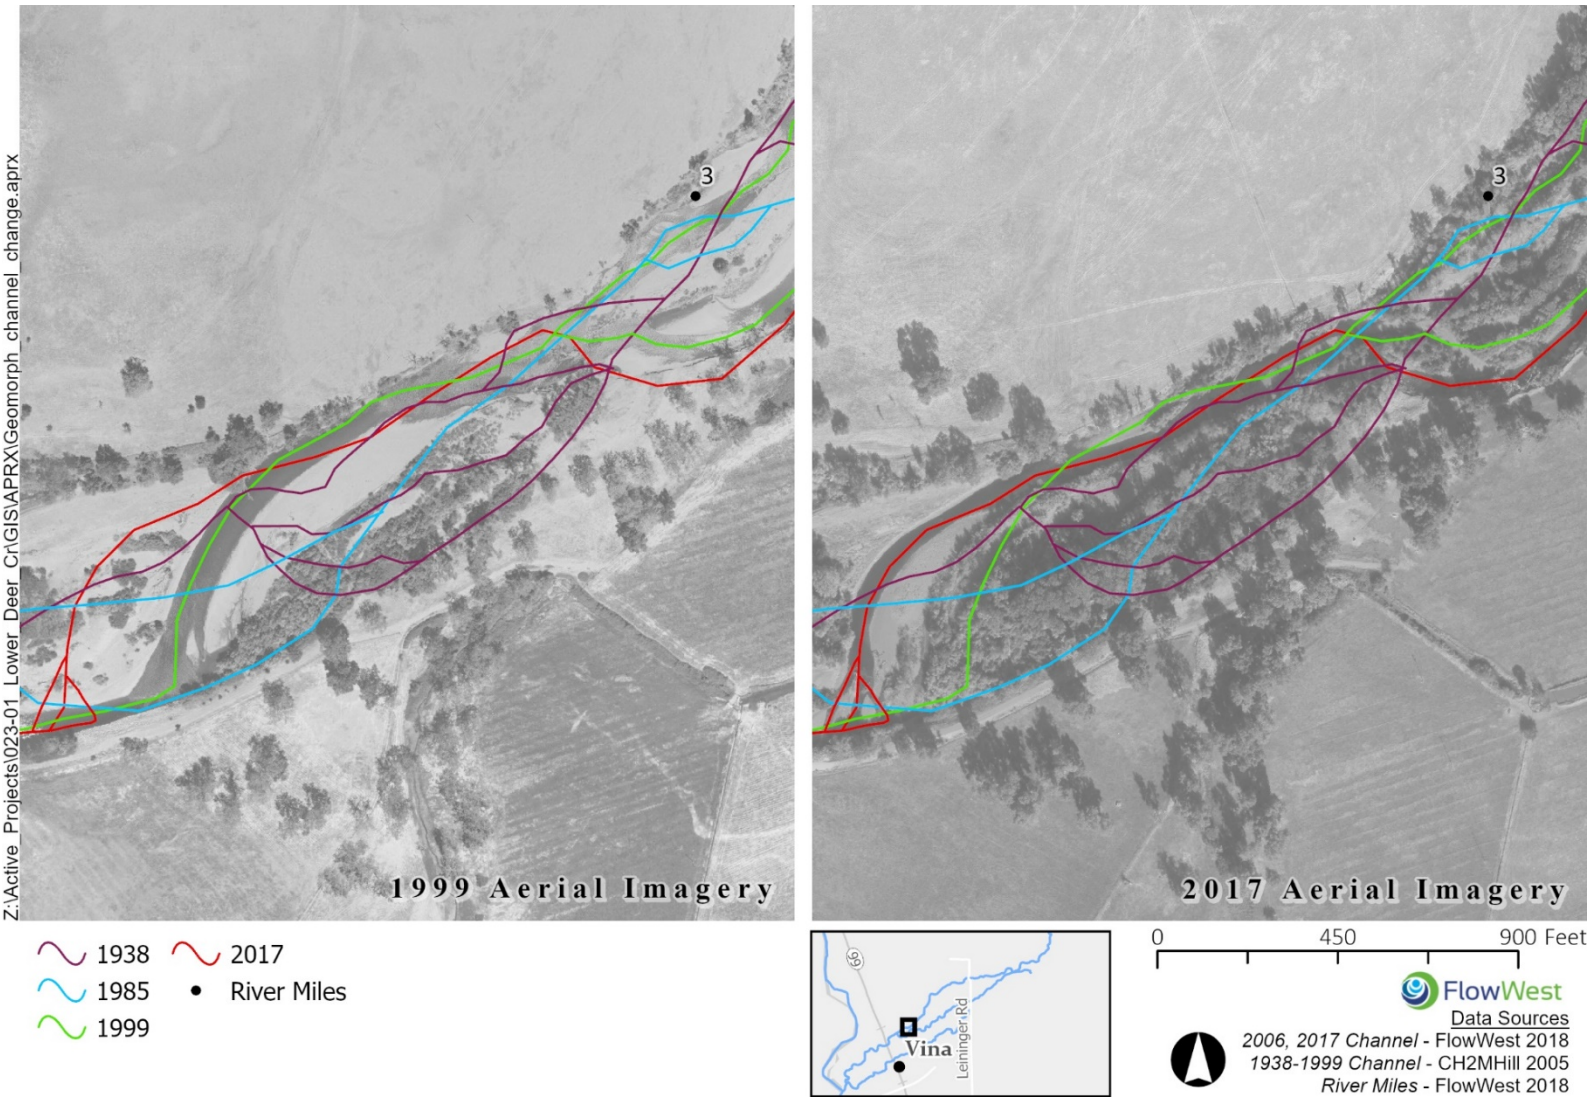 Z:\Active_Projects\023-01_Lower_Deer_Cr\GIS\APRX\Geomorph_channel_change.aprx
3
3
1999 Aerial Imagery
2017 Aerial Imagery
1938
2017
1985
River Miles
1999
99
Vina
Leininger Rd
0
450
900 Feet
FlowWest
Data Sources
2006, 2017 Channel - FlowWest 2018
1938-1999 Channel - CH2MHill 2005
River Miles - FlowWest 2018